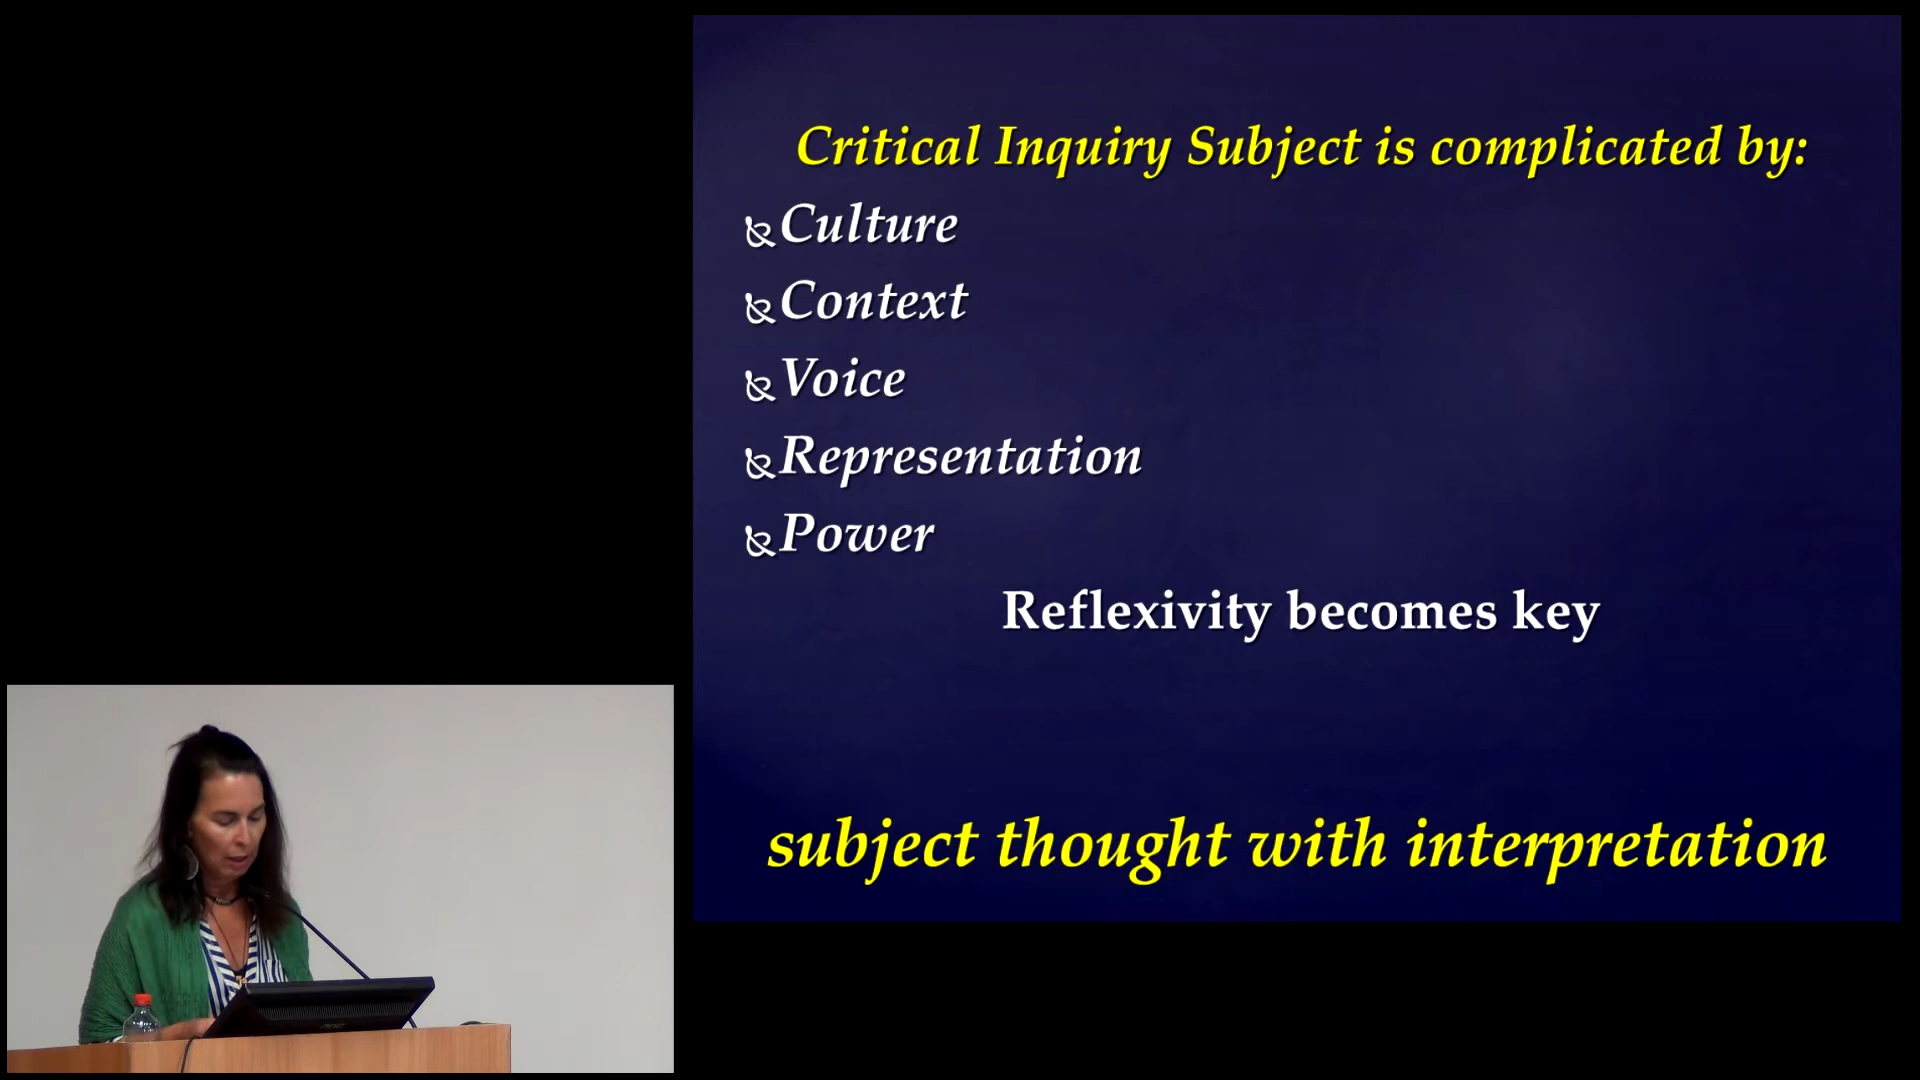 Critical Inquiry Subject is complicated by:
Culture
Context
Voice
Representation
Power
Reflexivity becomes key
subject thought with interpretation